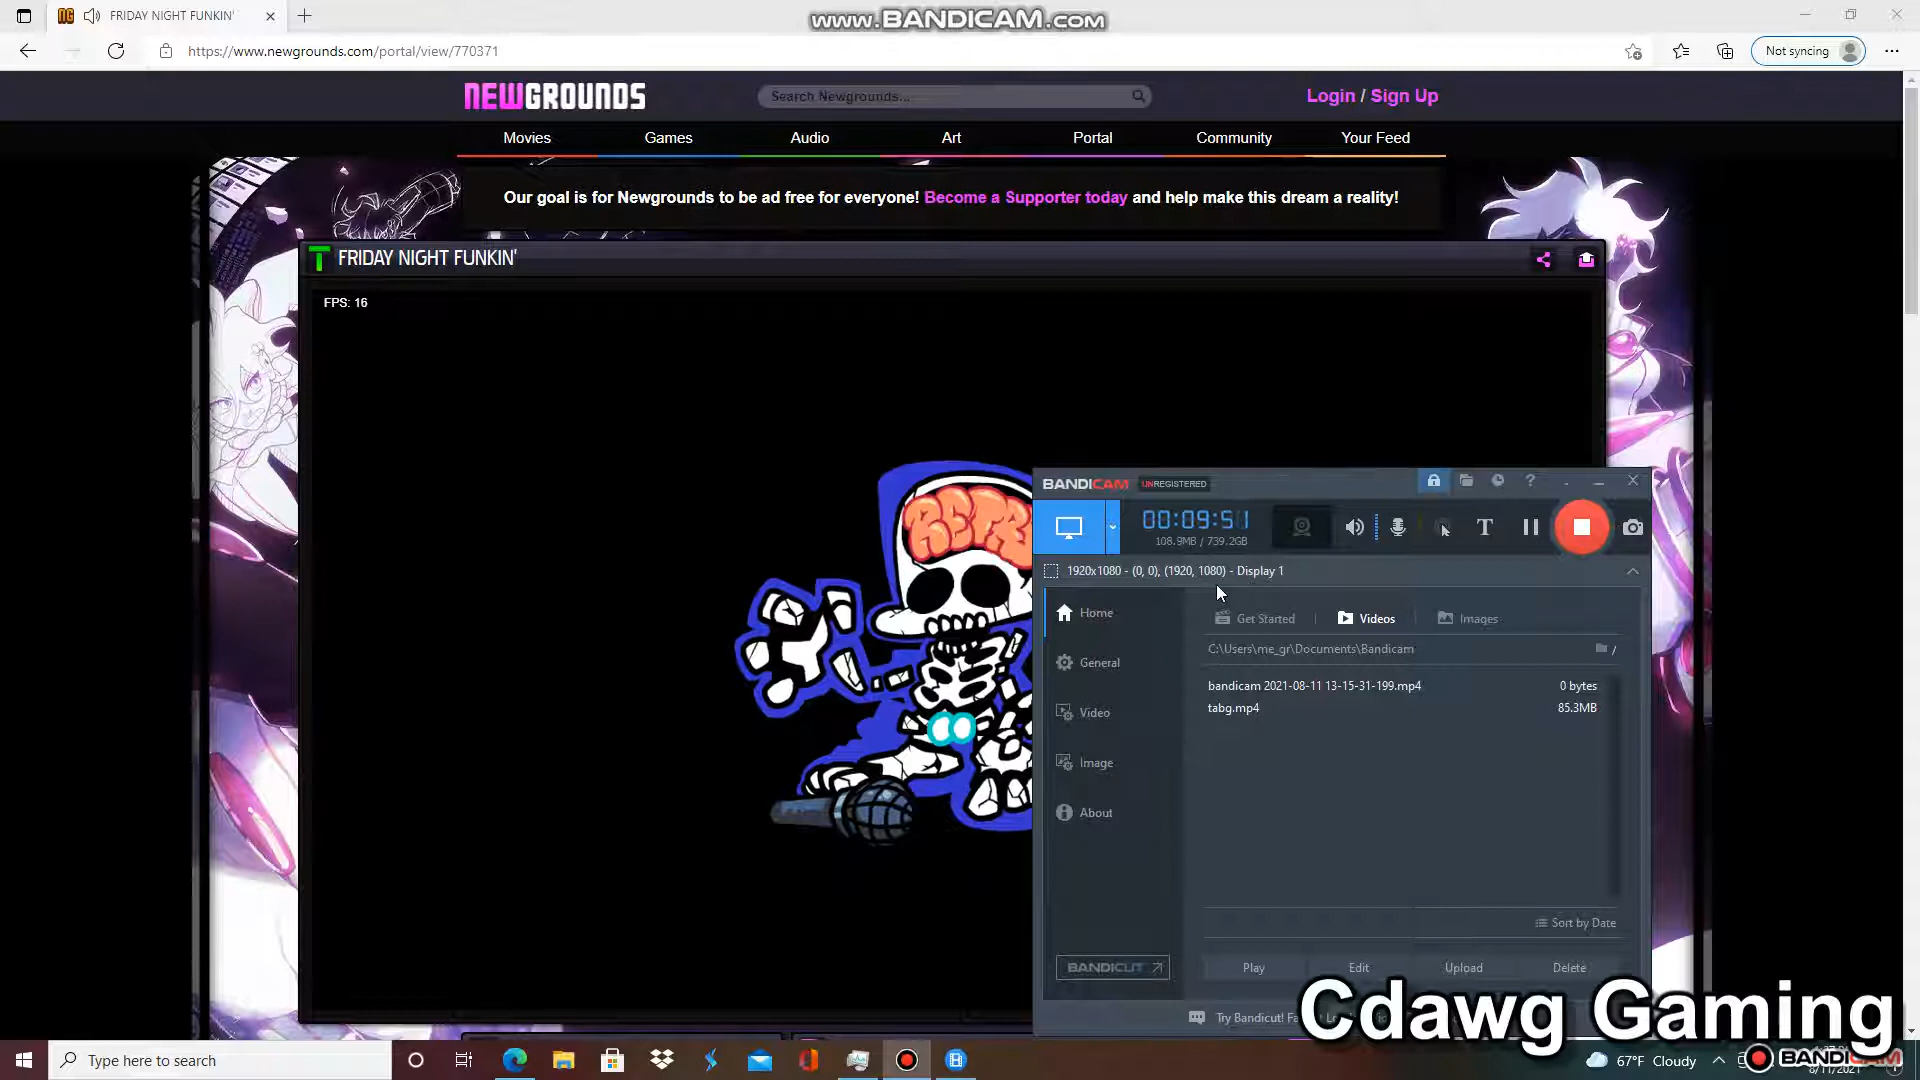 FRIDAY NIGHT FUNKIN'
www.BANDICAM.com
https://www.newgrounds.com/portal/view/770371
Not syncing
NEWGROUNDS
Search Newgrounds...
Login / Sign Up
Movies
Games
Audio
Art
Portal
Community
Your Feed
Our goal is for Newgrounds to be ad free for everyone! Become a Supporter today and help make this dream a reality!
FRIDAY NIGHT FUNKIN'
FPS: 16
BANDICAM UNREGISTERED
00:09:51
108.9MB / 739.2GB
1920x1080 - (0, 0), (1920, 1080) - Display 1
Home
General
Video
Image
About
BANDICUT
Get Started
Videos
Images
C:\Users\me_gr\Documents\Bandicam
bandicam 2021-08-11 13-15-31-199.mp4 0 bytes
tabg.mp4 85.3MB
Sort by Date
Play
Edit
Upload
Delete
Try Bandicut!
Cdawg Gaming
Type here to search
67°F Cloudy
8/11/2021
BANDICAM